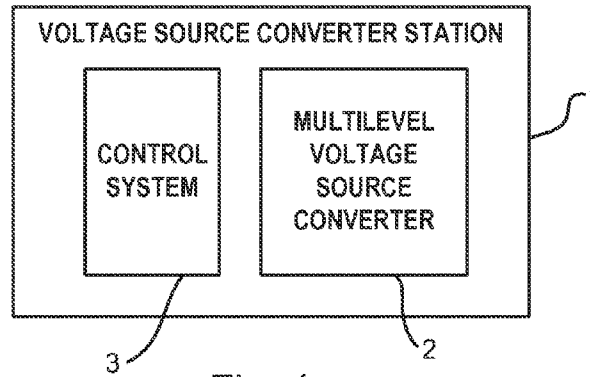 VOLTAGE SOURCE CONVERTER STATION
CONTROL
SYSTEM
MULTILEVEL
VOLTAGE
SOURCE
CONVERTER
3
2